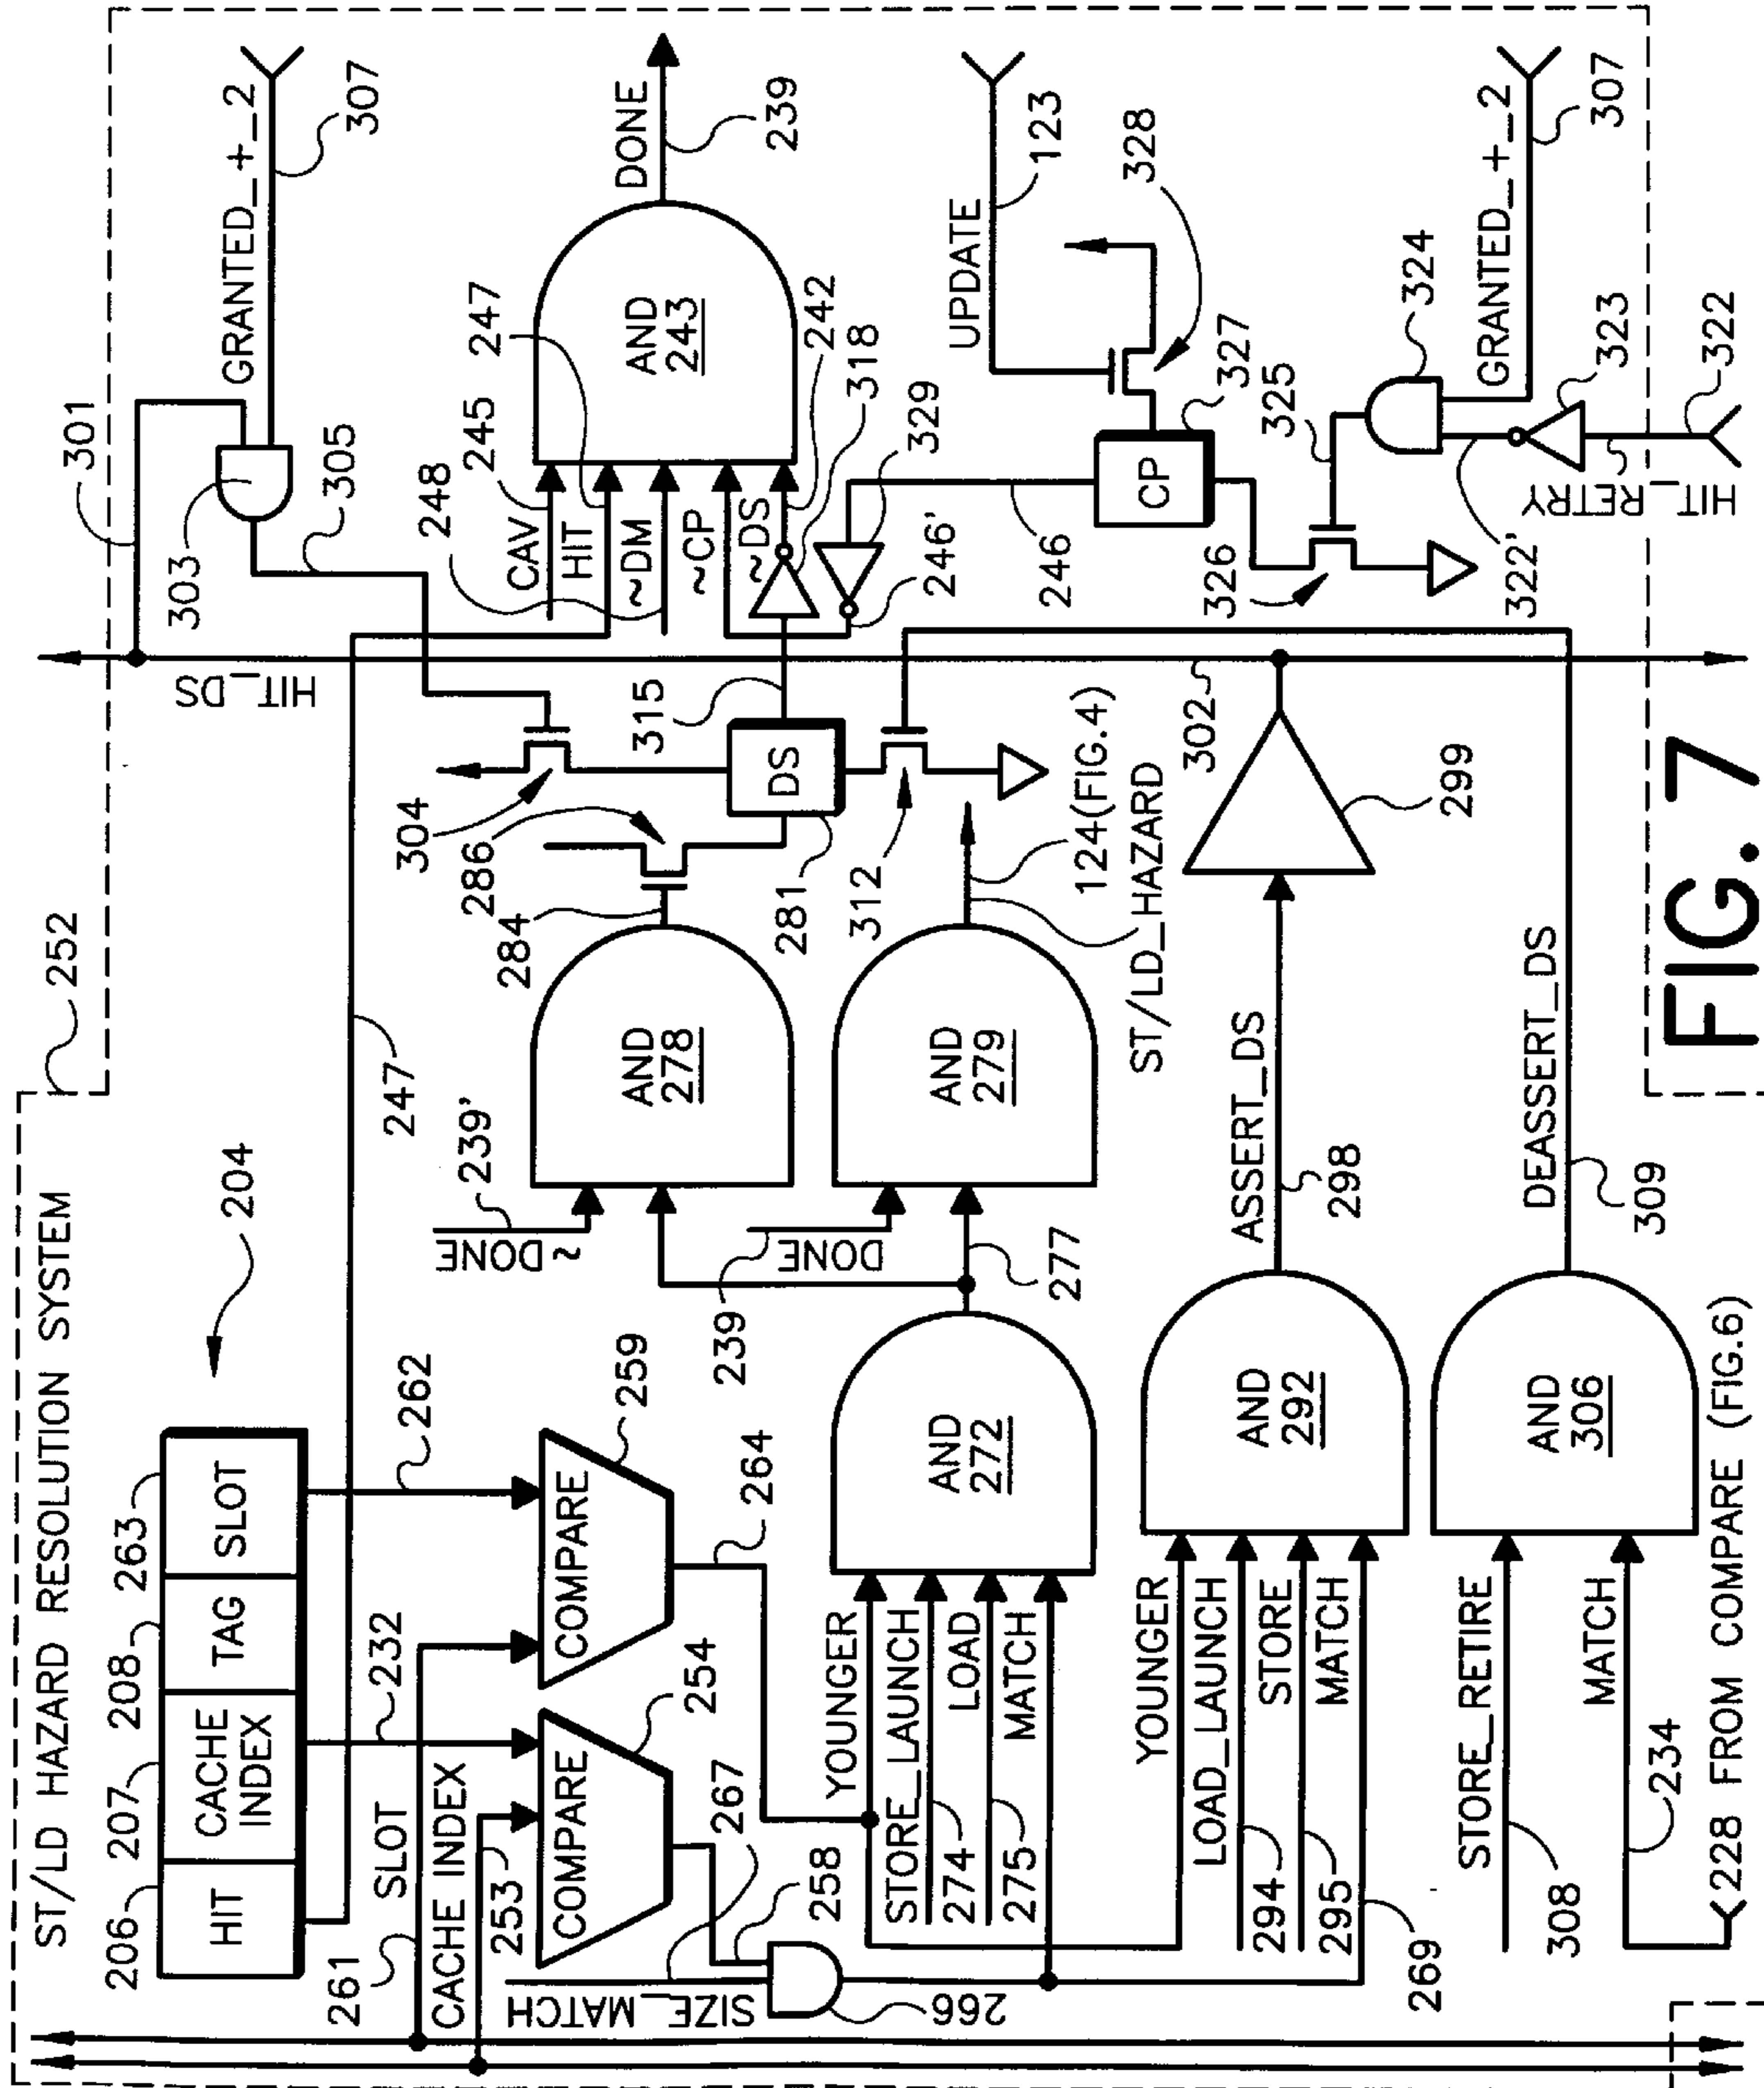 ST/LD HAZARD RESOLUTION SYSTEM
252
204
206
207
208
263
HIT
CACHE
INDEX
TAG
SLOT
247
261
SLOT
232
262
CACHE INDEX
253
COMPARE
COMPARE
259
254
264
267
SIZE_MATCH
258
266
YOUNGER
STORE_LAUNCH
274
LOAD
275
MATCH
AND
272
277
269
239
DONE
~DONE
239'
AND
278
AND
279
284
286
304
DS
281
312
315
124(FIG.4)
ST/LD_HAZARD
YOUNGER
LOAD_LAUNCH
294
STORE
295
MATCH
AND
292
ASSERT_DS
298
299
302
STORE_RETIRE
308
MATCH
234
AND
306
DEASSERT_DS
309
228 FROM COMPARE (FIG.6)
HIT_DS
301
303
305
GRANTED_+_2
307
248
245
247
CAV
HIT
~DM
~CP
~DS
AND
243
DONE
239
242
318
329
246'
246
UPDATE
123
328
CP
327
326
325
324
GRANTED_+_2
307
323
322'
HIT_RETRY
322
FIG. 7